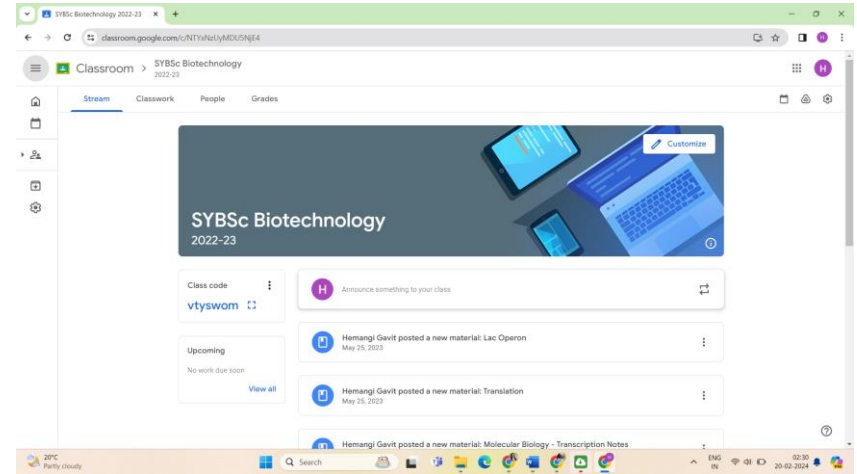 SYBSc Biotechnology 2022-23
classroom.google.com/c/NTYxNzUyMDU5NjE4
H
Classroom > SYBSc Biotechnology
2022-23
H
Stream Classwork People Grades
Customize
SYBSc Biotechnology
2022-23
Class code
vtyswom
H Announce something to your class
Upcoming
No work due soon
View all
Hemangi Gavit posted a new material: Lac Operon
May 25, 2023
Hemangi Gavit posted a new material: Translation
May 25, 2023
Hemangi Gavit posted a new material: Molecular Biology - Transcription Notes
20°C
Partly cloudy
Search
ENG
IN
02:30
20-02-2024